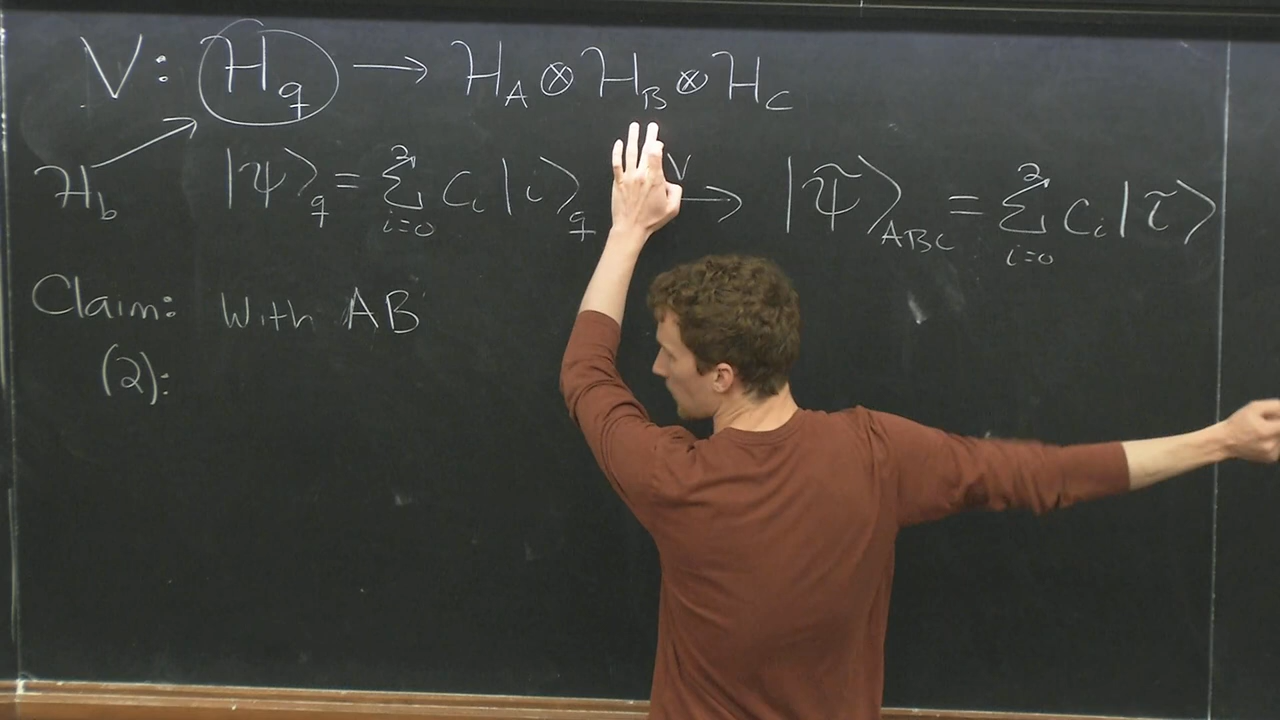 V: H_q → H_A ⊗ H_B ⊗ H_C
H_b |ψ⟩_q = Σ_{i=0}^{2} C_i |i⟩_q V→ |ψ̃⟩_{ABC} = Σ_{i=0}^{2} C_i |ĩ⟩
Claim: With AB
(2):